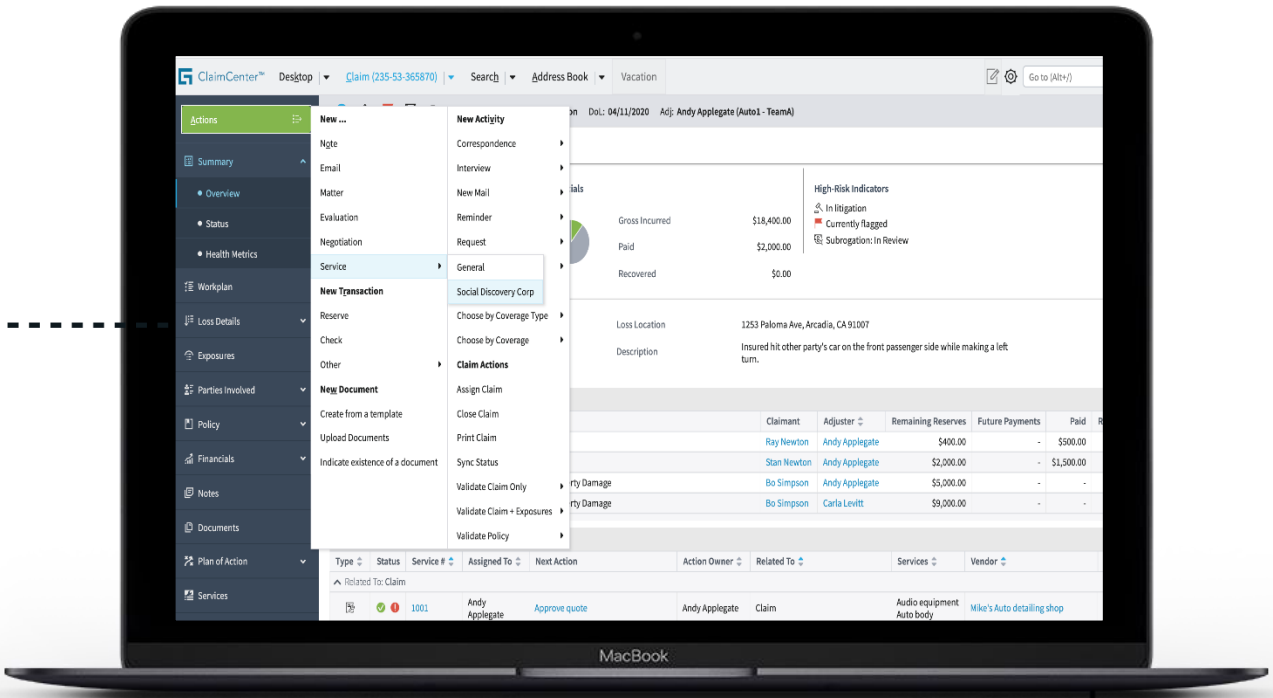 ClaimCenter™ Desktop Claim (235-53-365870) Search Address Book Vacation Go to (Alt+/)
Actions
Summary
Overview
Status
Health Metrics
Workplan
Loss Details
Exposures
Parties Involved
Policy
Financials
Notes
Documents
Plan of Action
Services
New ...
Note
Email
Matter
Evaluation
Negotiation
Service
New Transaction
Reserve
Check
Other
New Document
Create from a template
Upload Documents
Indicate existence of a document
New Activity
Correspondence
Interview
New Mail
Reminder
Request
General
Social Discovery Corp
Choose by Coverage Type
Choose by Coverage
Claim Actions
Assign Claim
Close Claim
Print Claim
Sync Status
Validate Claim Only
Validate Claim + Exposures
Validate Policy
on DoL: 04/11/2020 Adj: Andy Applegate (Auto1 - TeamA)
ials
Gross Incurred $18,400.00
Paid $2,000.00
Recovered $0.00
High-Risk Indicators
In litigation
Currently flagged
Subrogation: In Review
Loss Location 1253 Paloma Ave, Arcadia, CA 91007
Description Insured hit other party's car on the front passenger side while making a left
turn.
Claimant Adjuster Remaining Reserves Future Payments Paid R
Ray Newton Andy Applegate $400.00 - $500.00
Stan Newton Andy Applegate $2,000.00 - $1,500.00
rty Damage Bo Simpson Andy Applegate $5,000.00 - -
rty Damage Bo Simpson Carla Levitt $9,000.00 - -
Type Status Service # Assigned To Next Action Action Owner Related To Services Vendor
Related To: Claim
1001 Andy Applegate Approve quote Andy Applegate Claim Audio equipment Auto body Mike's Auto detailing shop
MacBook